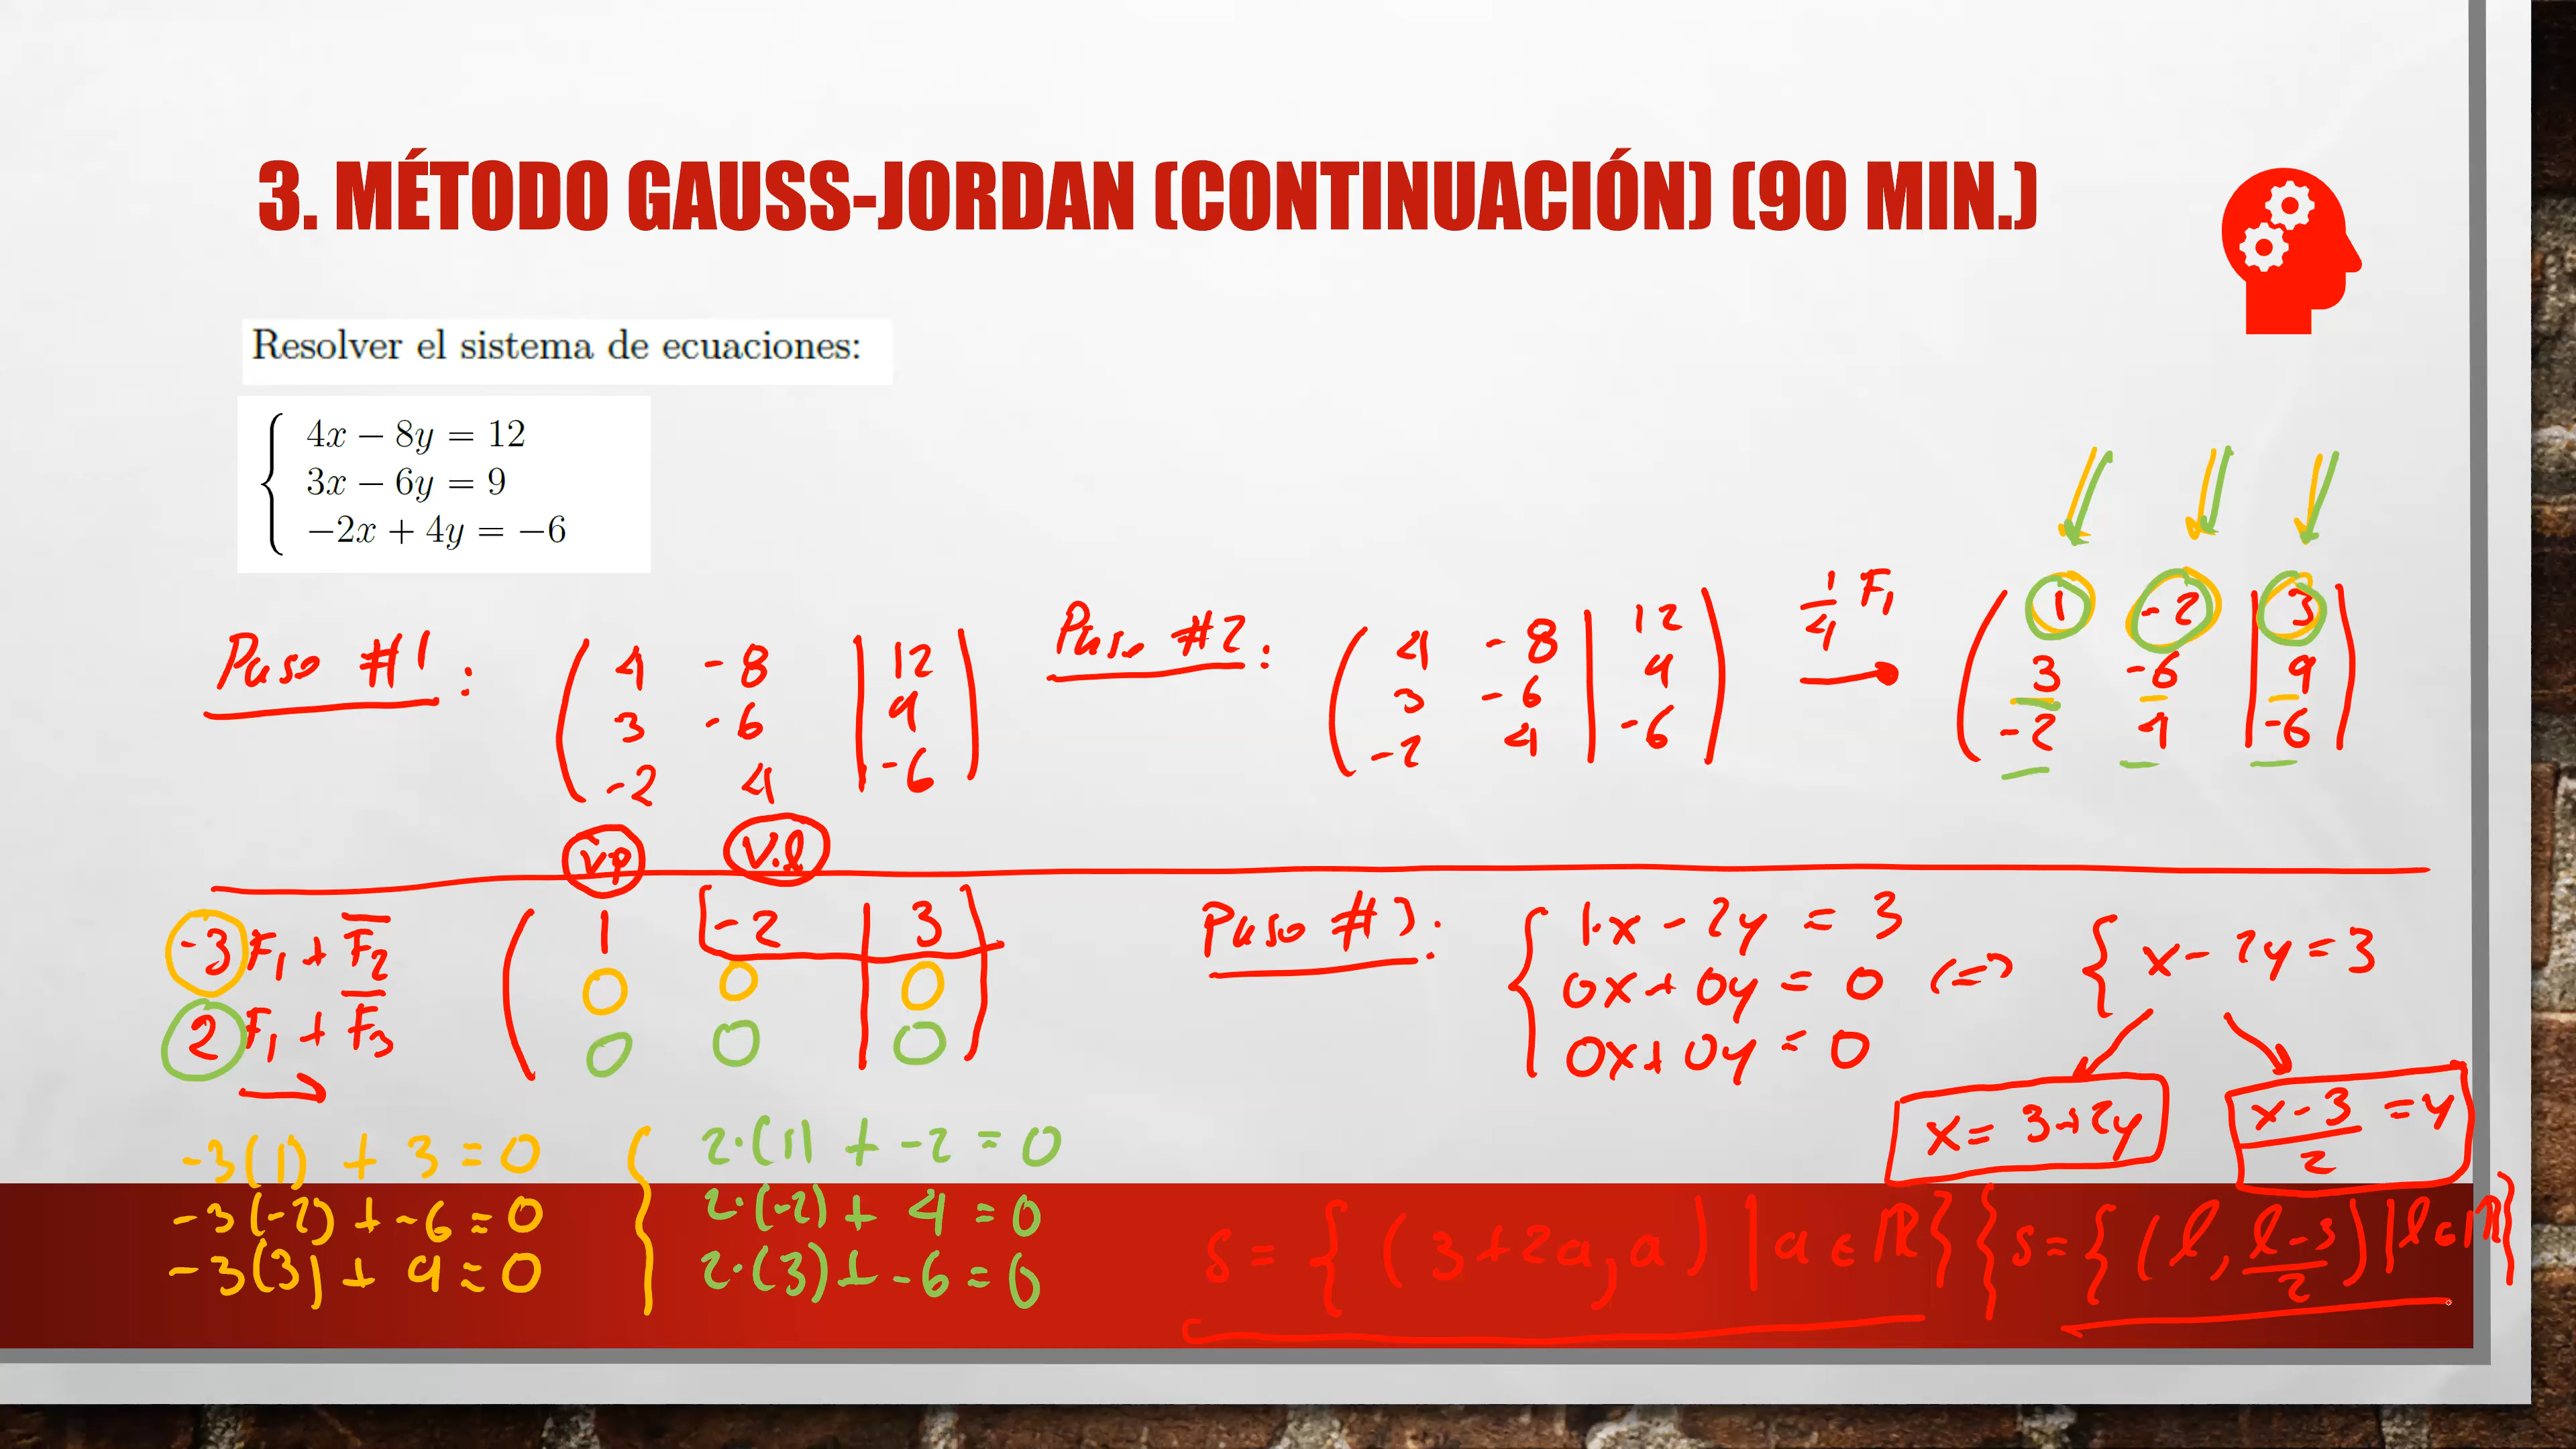 3. MÉTODO GAUSS-JORDAN (CONTINUACIÓN) (90 MIN.)
Resolver el sistema de ecuaciones:
4x − 8y = 12
3x − 6y = 9
−2x + 4y = −6
Paso #1:
( 4 -8 | 12 )
( 3 -6 | 9 )
( -2 4 | -6 )
Paso #2:
( 4 -8 | 12 )
( 3 -6 | 9 )
( -2 4 | -6 )
1/4 F1 →
( 1 -2 | 3 )
( 3 -6 | 9 )
( -2 4 | -6 )
v.p v.l
-3 F1 + F2
2 F1 + F3
→
( 1 -2 | 3 )
( 0 0 | 0 )
( 0 0 | 0 )
-3(1) + 3 = 0
-3(-2) + -6 = 0
-3(3) + 9 = 0
2·(1) + -2 = 0
2·(-2) + 4 = 0
2·(3) + -6 = 0
Paso #3:
{ 1·x - 2y = 3
0x + 0y = 0 <=> { x - 2y = 3
0x + 0y = 0
x = 3+2y
x-3/2 = y
S = { (3+2a, a) | a ∈ ℝ }
S = { (l, l-3/2) | l ∈ ℝ }